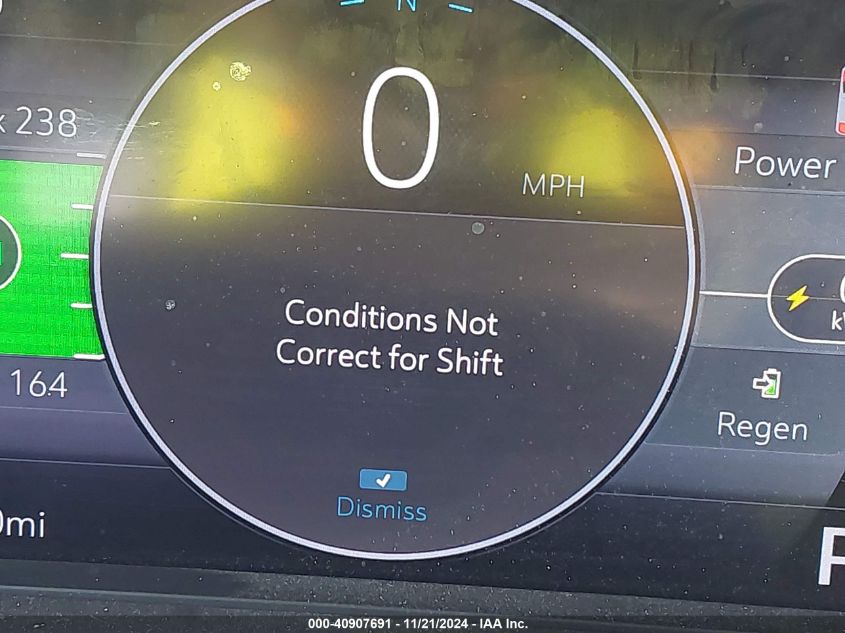 N
0
MPH
238
Power
Conditions Not
Correct for Shift
164
Regen
Dismiss
mi
P
000-40907691 - 11/21/2024 - IAA Inc.